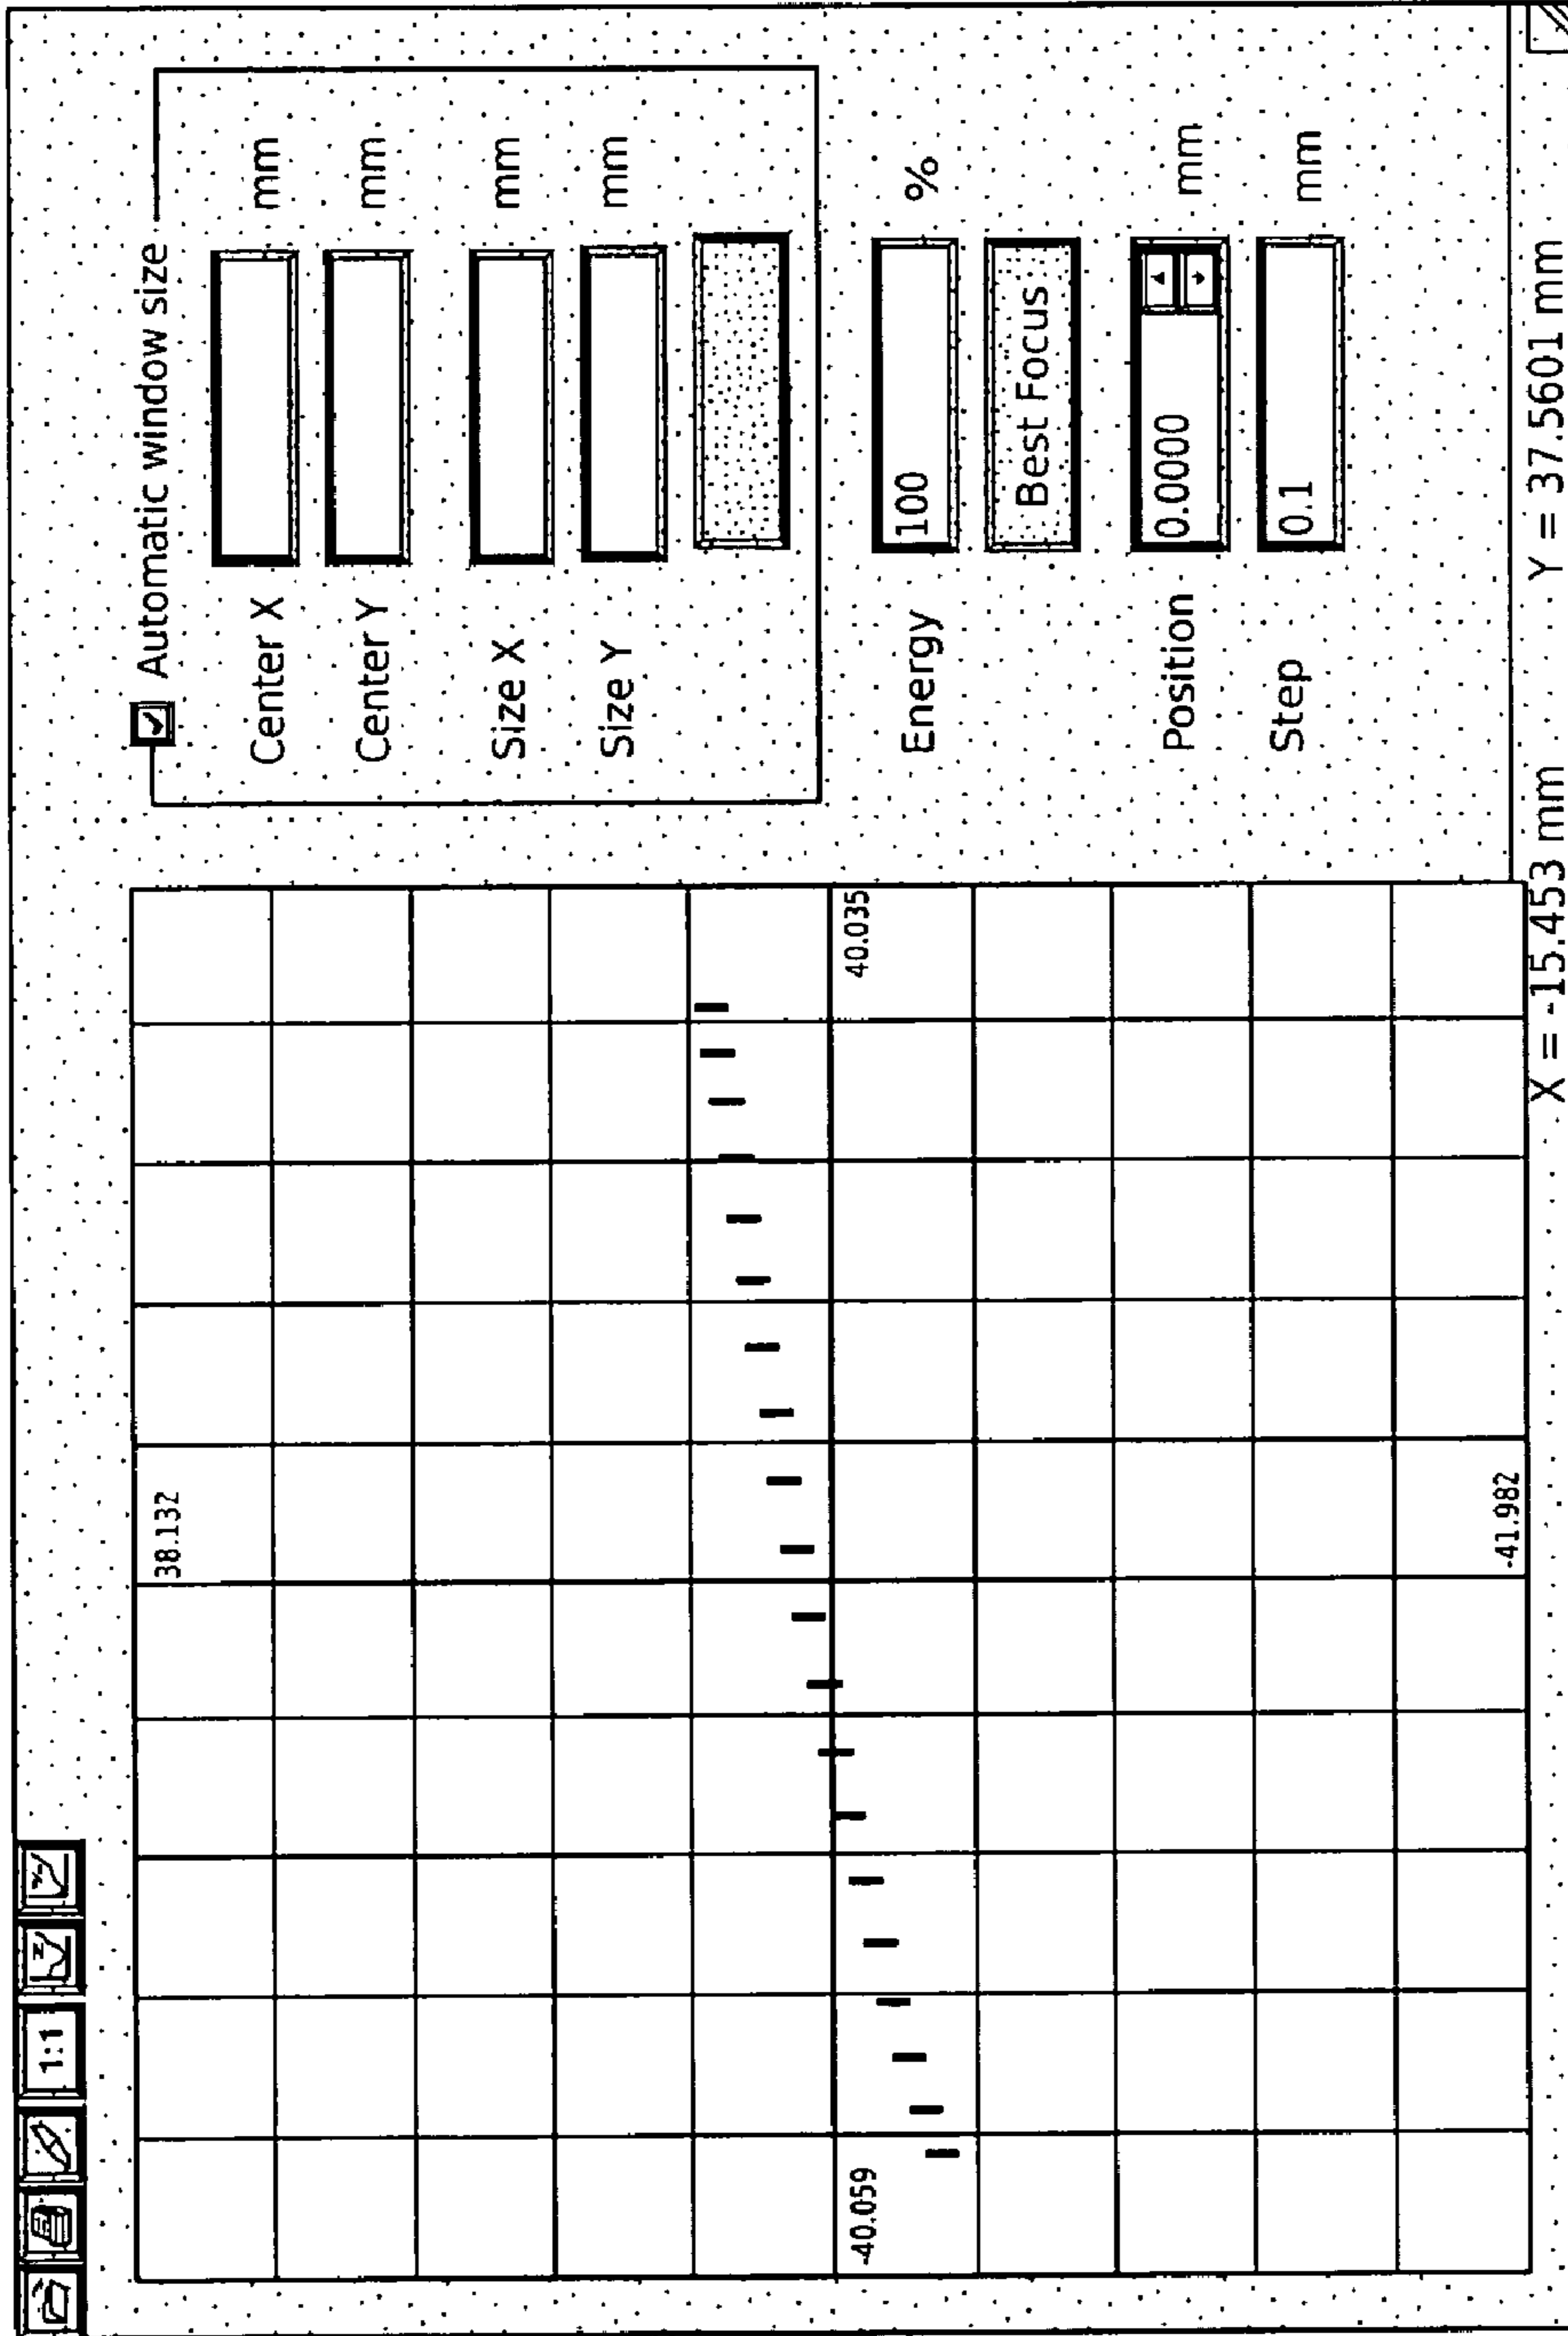 1:1
38.132
-40.059
40.035
-41.982
Automatic window size
Center X mm
Center Y mm
Size X mm
Size Y mm
Energy 100 %
Best Focus
Position 0.0000 mm
Step 0.1 mm
X = -15.453 mm Y = 37.5601 mm